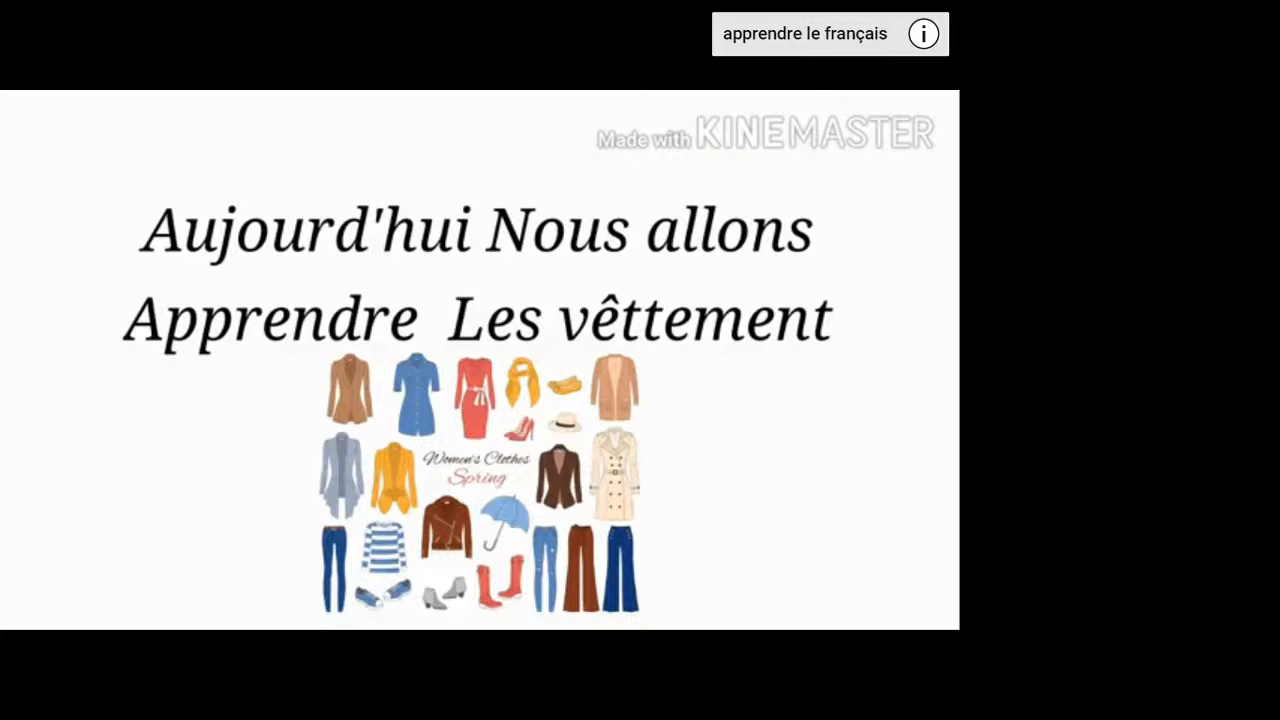 apprendre le français
Made with KINEMASTER
Aujourd'hui Nous allons
Apprendre Les vêttement
Women's Clothes
Spring